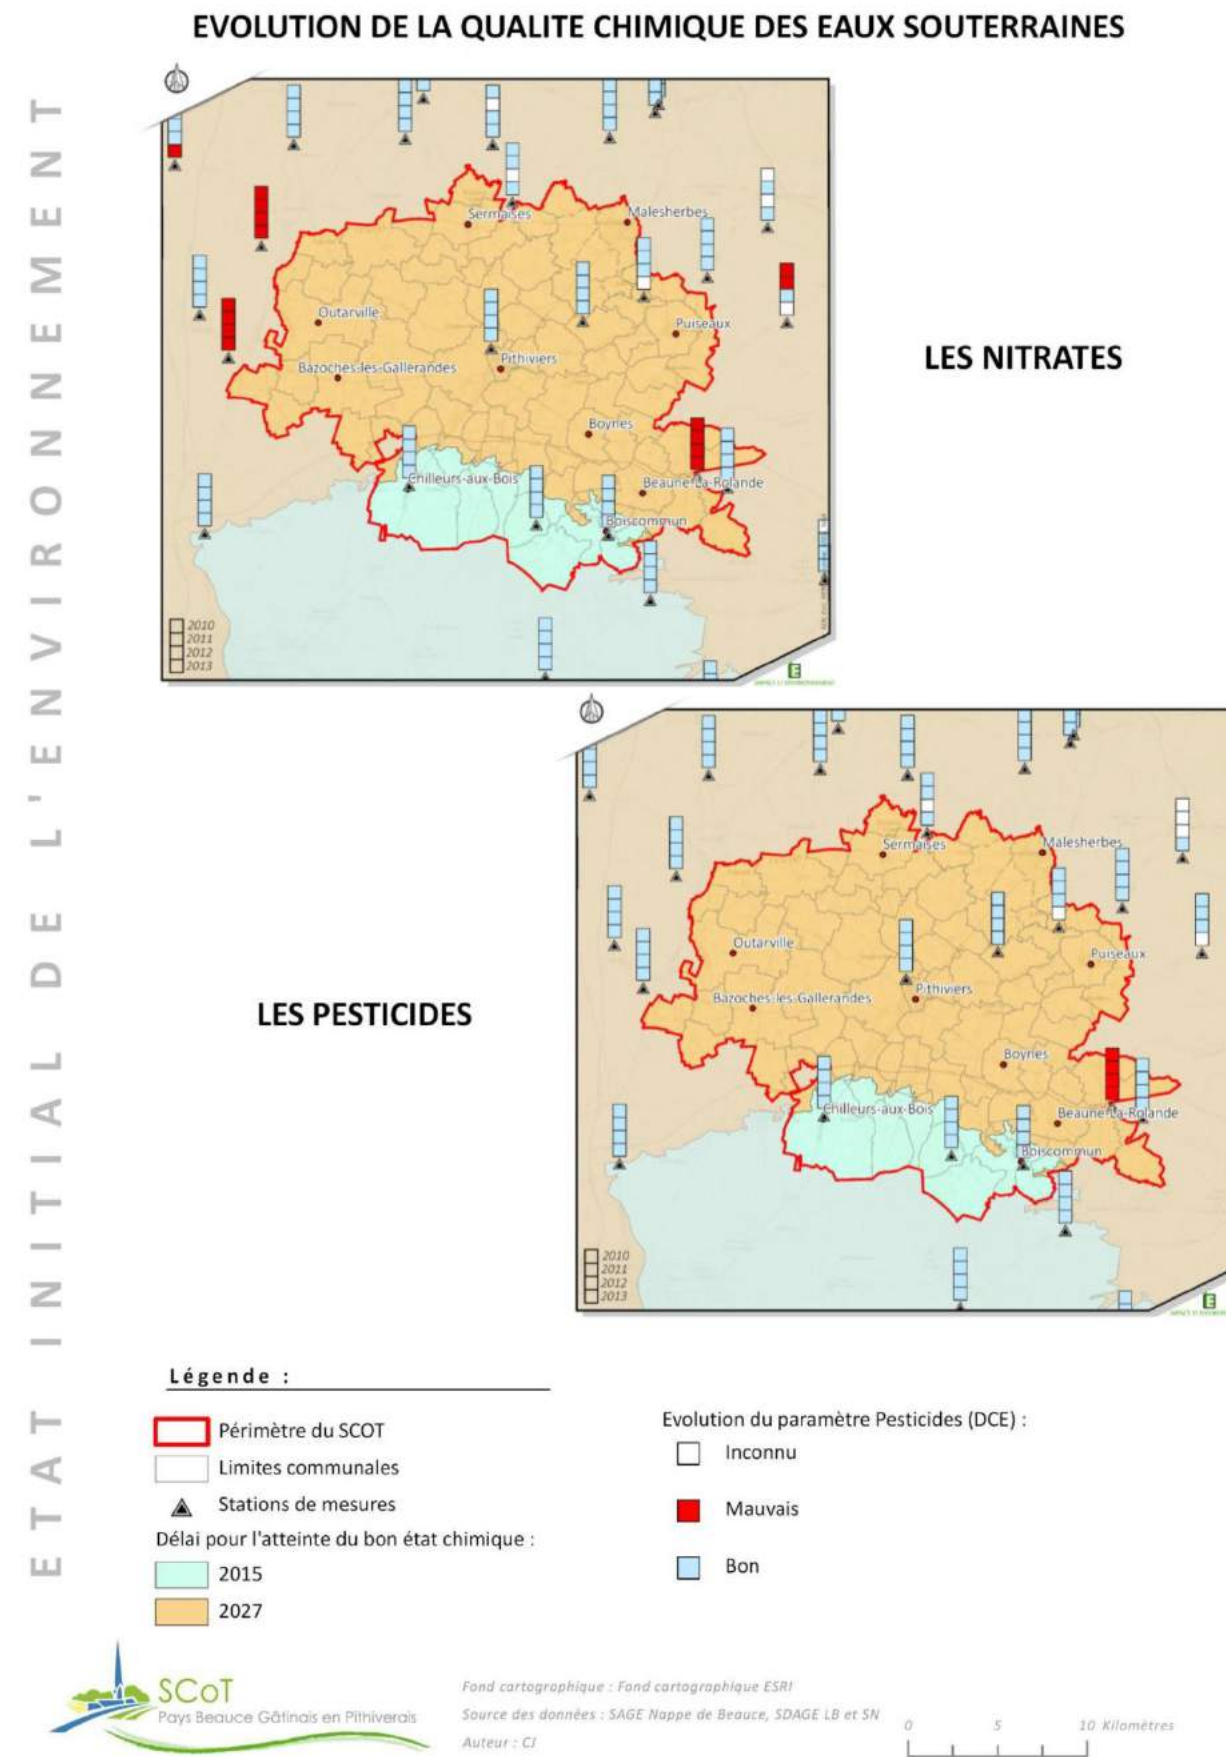 EVOLUTION DE LA QUALITE CHIMIQUE DES EAUX SOUTERRAINES
ETAT INITIAL DE L'ENVIRONNEMENT
Sermaises
Malesherbes
Outarville
Puiseaux
Bazoches-les-Gallerandes
Pithiviers
Boynes
Chilleurs-aux-Bois
Beaune-La-Rolande
Boiscommun
2010
2011
2012
2013
LES NITRATES
Sermaises
Malesherbes
Outarville
Puiseaux
Bazoches-les-Gallerandes
Pithiviers
Boynes
Chilleurs-aux-Bois
Beaune-La-Rolande
Boiscommun
2010
2011
2012
2013
LES PESTICIDES
Légende :
Périmètre du SCOT
Limites communales
Stations de mesures
Délai pour l'atteinte du bon état chimique :
2015
2027
Evolution du paramètre Pesticides (DCE) :
Inconnu
Mauvais
Bon
SCoT
Pays Beauce Gâtinais en Pithiverais
Fond cartographique : Fond cartographique ESRI
Source des données : SAGE Nappe de Beauce, SDAGE LB et SN
Auteur : CJ
0 5 10 Kilomètres